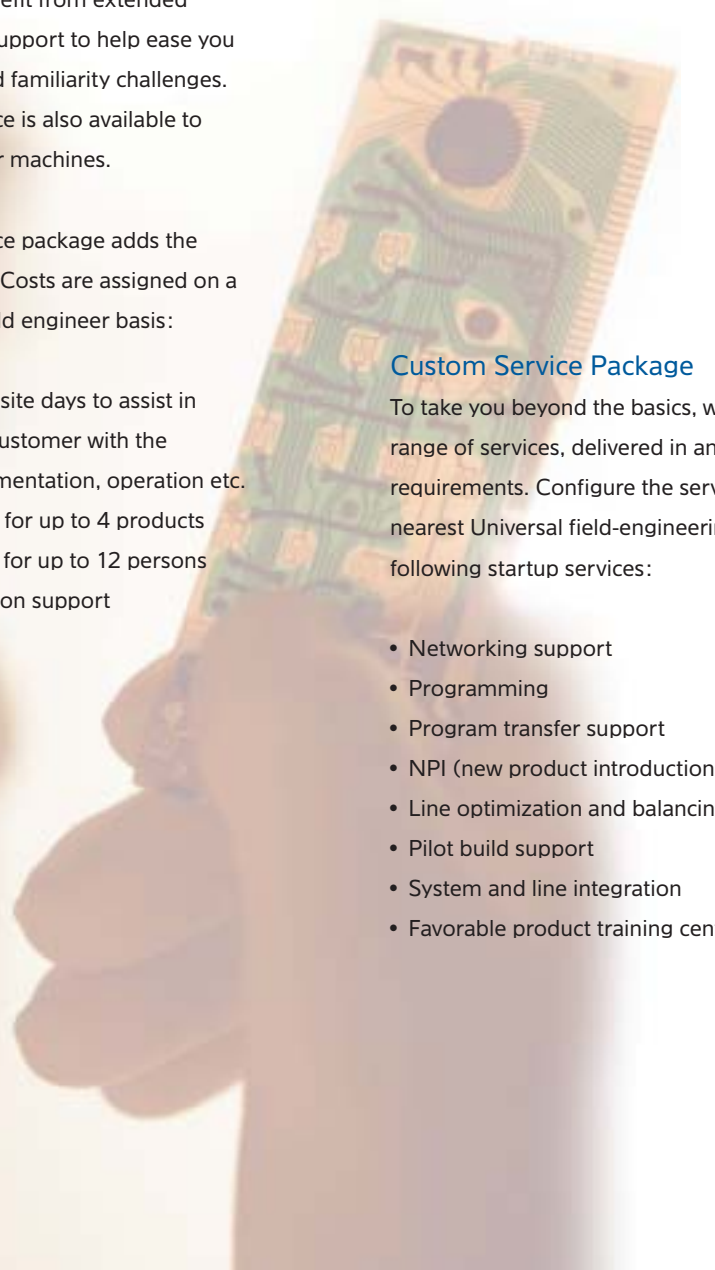 efit from extended
upport to help ease you
d familiarity challenges.
ce is also available to
r machines.
ce package adds the
Costs are assigned on a
ld engineer basis:
site days to assist in
ustomer with the
mentation, operation etc.
for up to 4 products
for up to 12 persons
on support
Custom Service Package
To take you beyond the basics, w
range of services, delivered in an
requirements. Configure the serv
nearest Universal field-engineerin
following startup services:
• Networking support
• Programming
• Program transfer support
• NPI (new product introduction
• Line optimization and balancin
• Pilot build support
• System and line integration
• Favorable product training cen